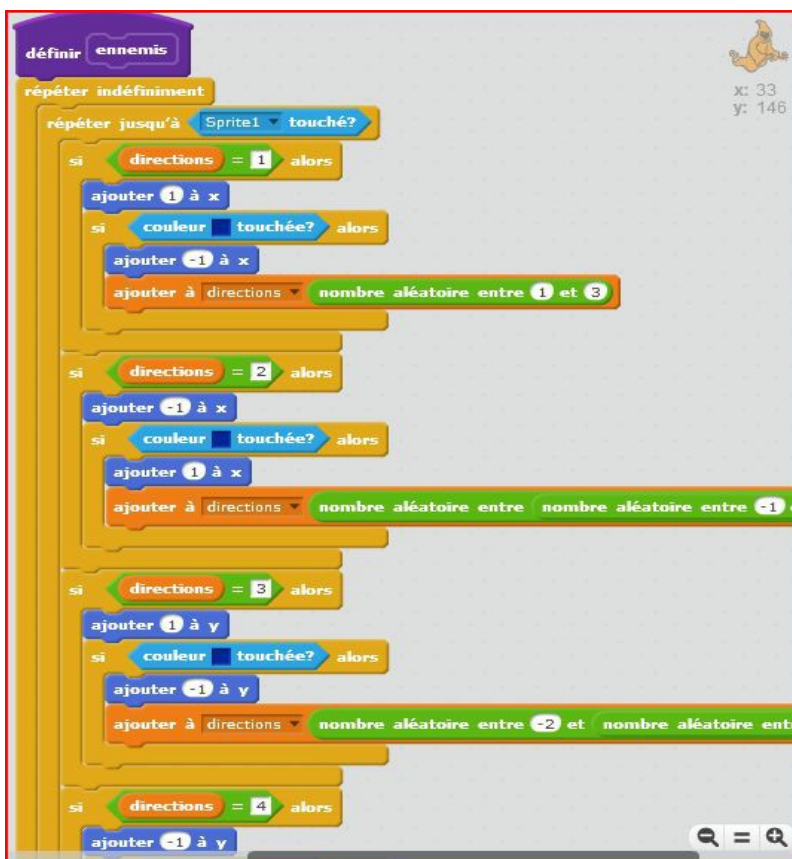 définir ennemis
répéter indéfiniment
x: 33
y: 146
répéter jusqu'à Sprite1 touché?
si directions = 1 alors
ajouter 1 à x
si couleur touchée? alors
ajouter -1 à x
ajouter à directions nombre aléatoire entre 1 et 3
si directions = 2 alors
ajouter -1 à x
si couleur touchée? alors
ajouter 1 à x
ajouter à directions nombre aléatoire entre nombre aléatoire entre -1
si directions = 3 alors
ajouter 1 à y
si couleur touchée? alors
ajouter -1 à y
ajouter à directions nombre aléatoire entre -2 et nombre aléatoire
si directions = 4 alors
ajouter -1 à y